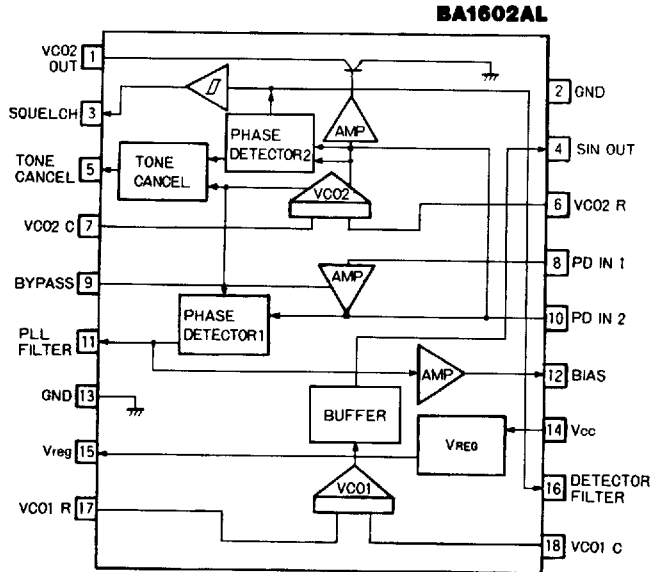 BA1602AL
VCO2
OUT
1
SQUELCH
3
TONE
CANCEL
5
VCO2 C
7
BYPASS
9
PLL
FILTER
11
GND
13
Vreg
15
VCO1 R
17
2
GND
4
SIN OUT
6
VCO2 R
8
PD IN 1
10
PD IN 2
12
BIAS
14
Vcc
16
DETECTOR
FILTER
18
VCO1 C
PHASE
DETECTOR2
AMP
TONE
CANCEL
VCO2
AMP
PHASE
DETECTOR1
AMP
BUFFER
VREG
VCO1